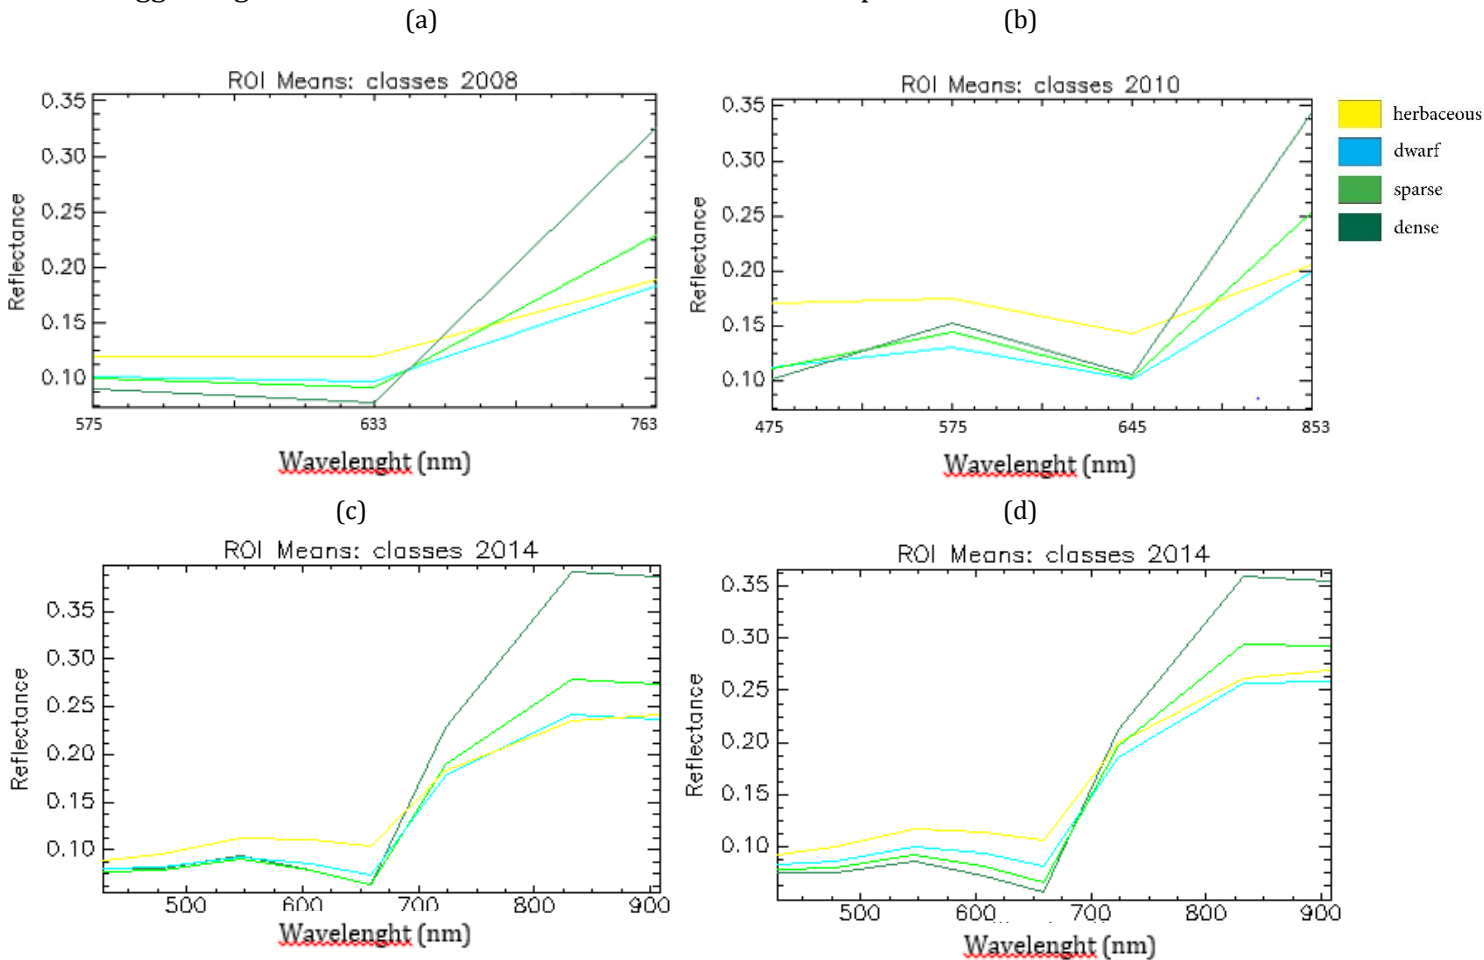 (a)
(b)
ROI Means: classes 2008
0.35
0.30
0.25
0.20
0.15
0.10
Reflectance
575
633
763
Wavelenght (nm)
ROI Means: classes 2010
0.35
0.30
0.25
0.20
0.15
0.10
Reflectance
475
575
645
853
Wavelenght (nm)
herbaceous
dwarf
sparse
dense
(c)
(d)
ROI Means: classes 2014
0.35
0.30
0.25
0.20
0.15
0.10
Reflectance
500
600
700
800
900
Wavelenght (nm)
ROI Means: classes 2014
0.35
0.30
0.25
0.20
0.15
0.10
Reflectance
500
600
700
800
900
Wavelenght (nm)